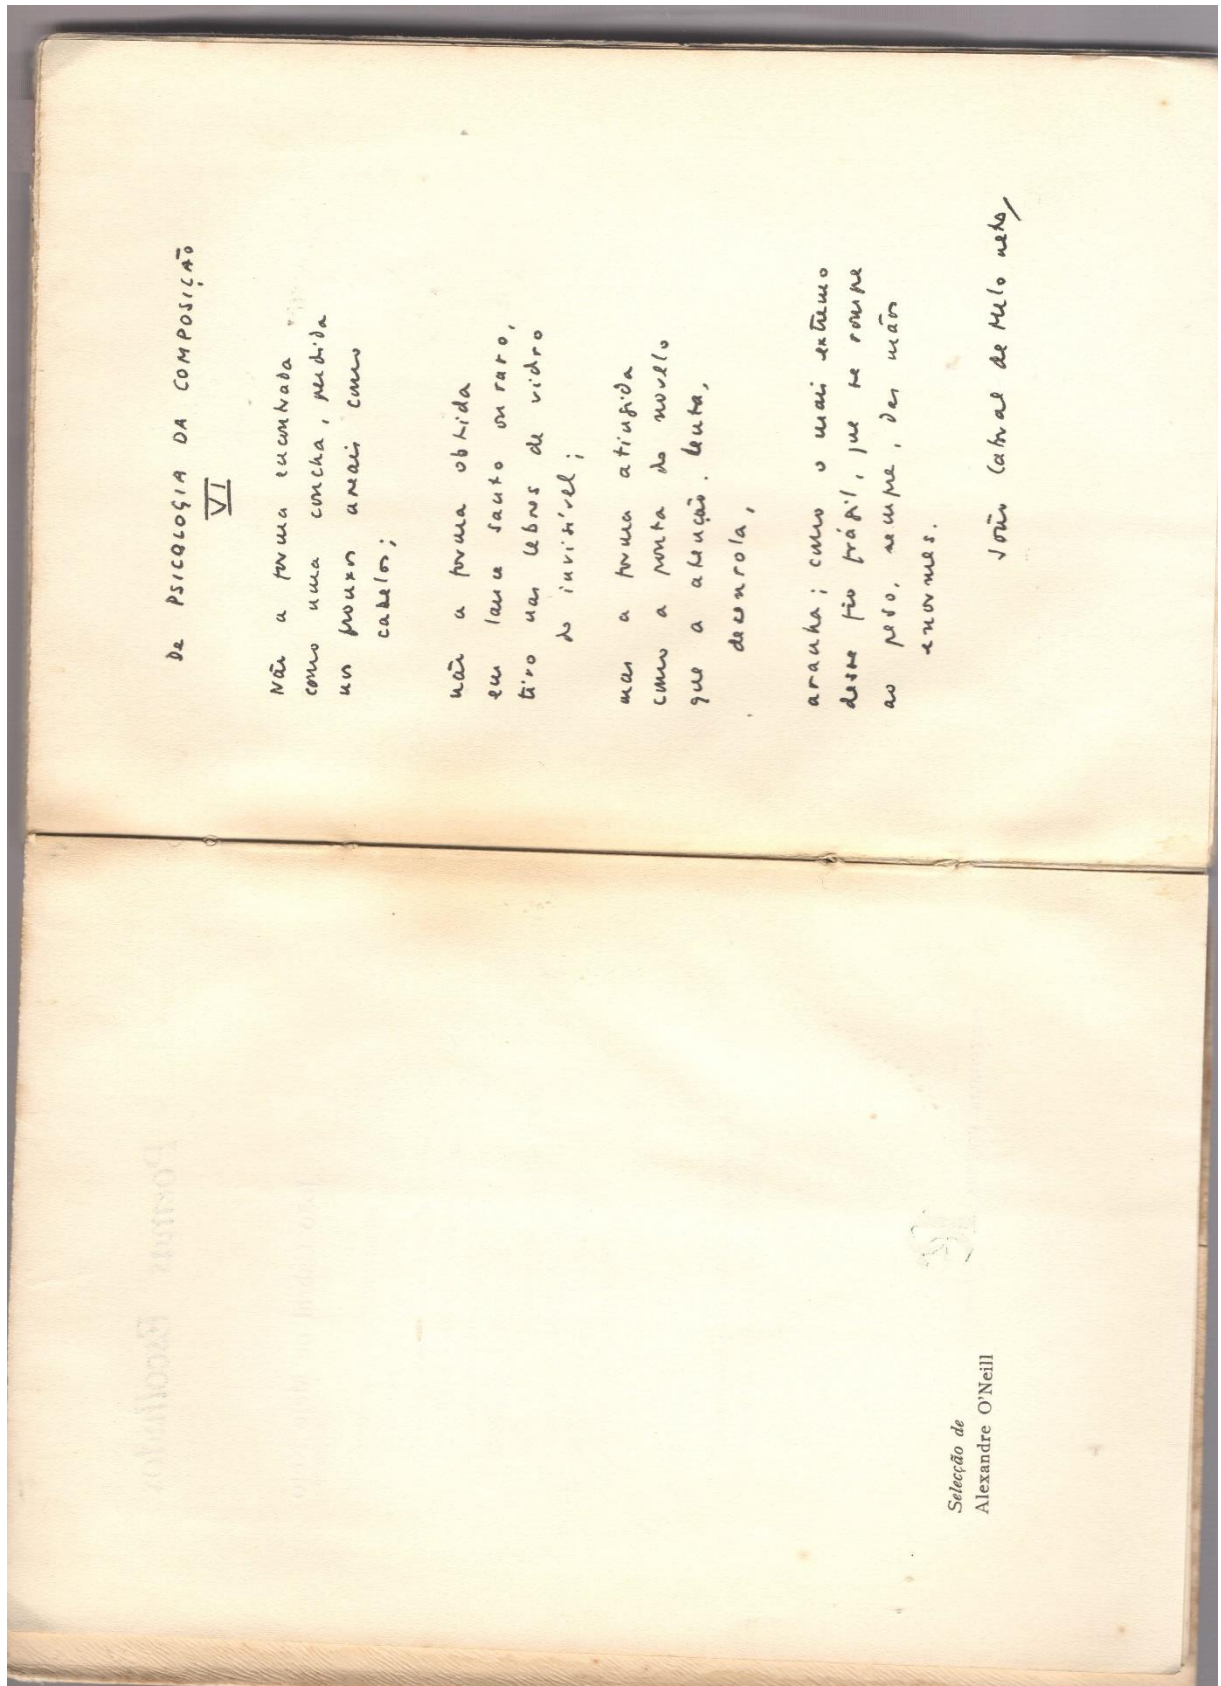 Selecção de
Alexandre O'Neill
DE PSICOLOGIA DA COMPOSIÇÃO
VI
Não a forma encontrada
como uma concha, perdida
nos frouxos areais como
cabelos;
não a forma obtida
em lance santo ou raro,
tiro nas lebres de vidro
do invisível;
mas a forma atingida
como a ponta do novello
que a atenção, lenta,
desenrola,
aranha; como o mais extremo
desse fio frágil, que se rompe
ao peso, sempre, das mãos
enormes.
João Cabral de Melo Neto